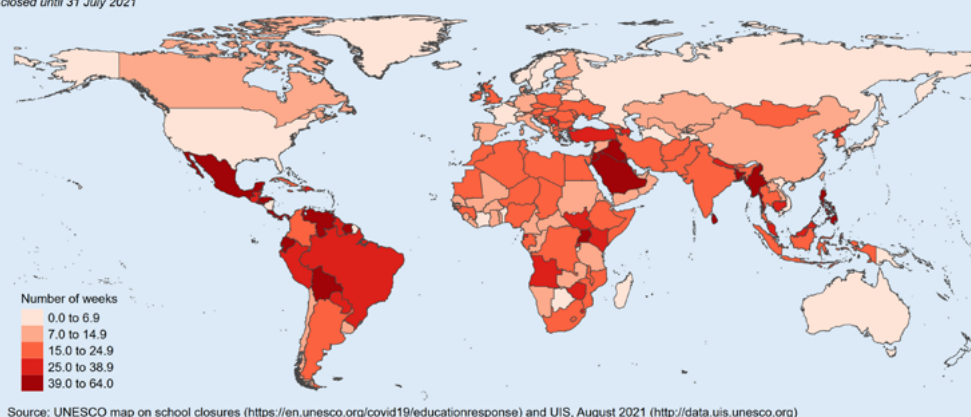 closed until 31 July 2021
Number of weeks
0.0 to 6.9
7.0 to 14.9
15.0 to 24.9
25.0 to 38.9
39.0 to 64.0
Source: UNESCO map on school closures (https://en.unesco.org/covid19/educationresponse) and UIS, August 2021 (http://data.uis.unesco.org)